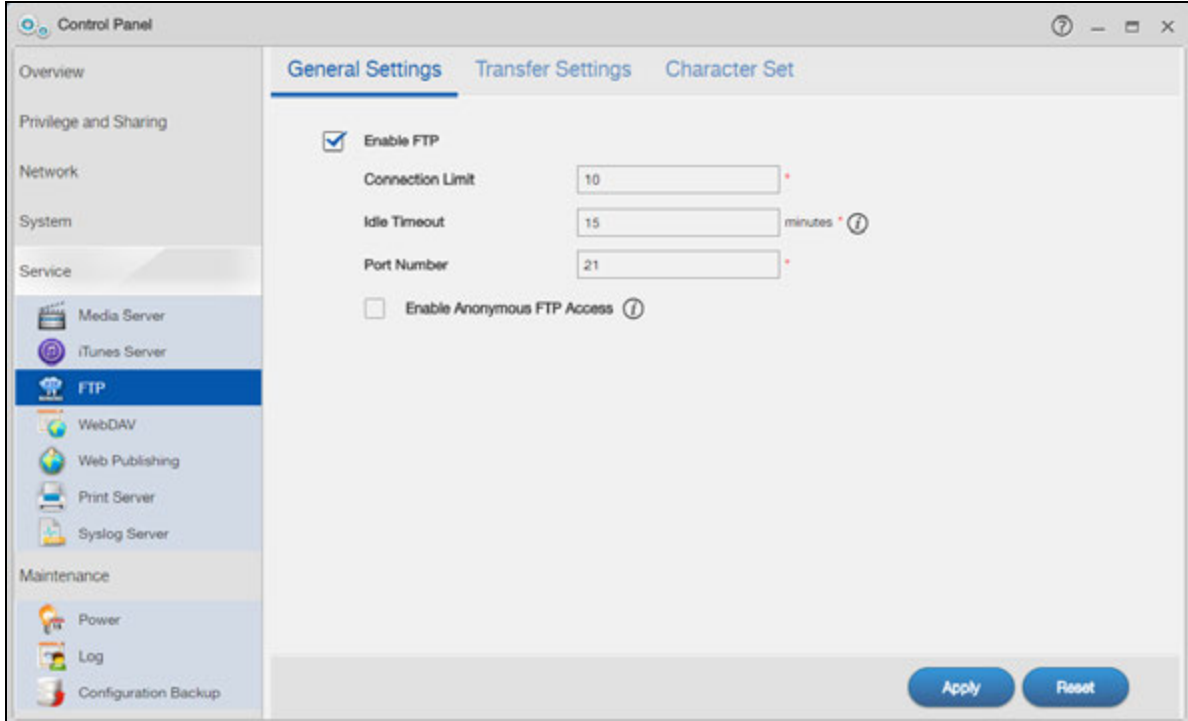 Control Panel
Overview
Privilege and Sharing
Network
System
Service
Media Server
iTunes Server
FTP
WebDAV
Web Publishing
Print Server
Syslog Server
Maintenance
Power
Log
Configuration Backup
General Settings Transfer Settings Character Set
Enable FTP
Connection Limit 10 *
Idle Timeout 15 minutes *
Port Number 21 *
Enable Anonymous FTP Access
Apply Reset